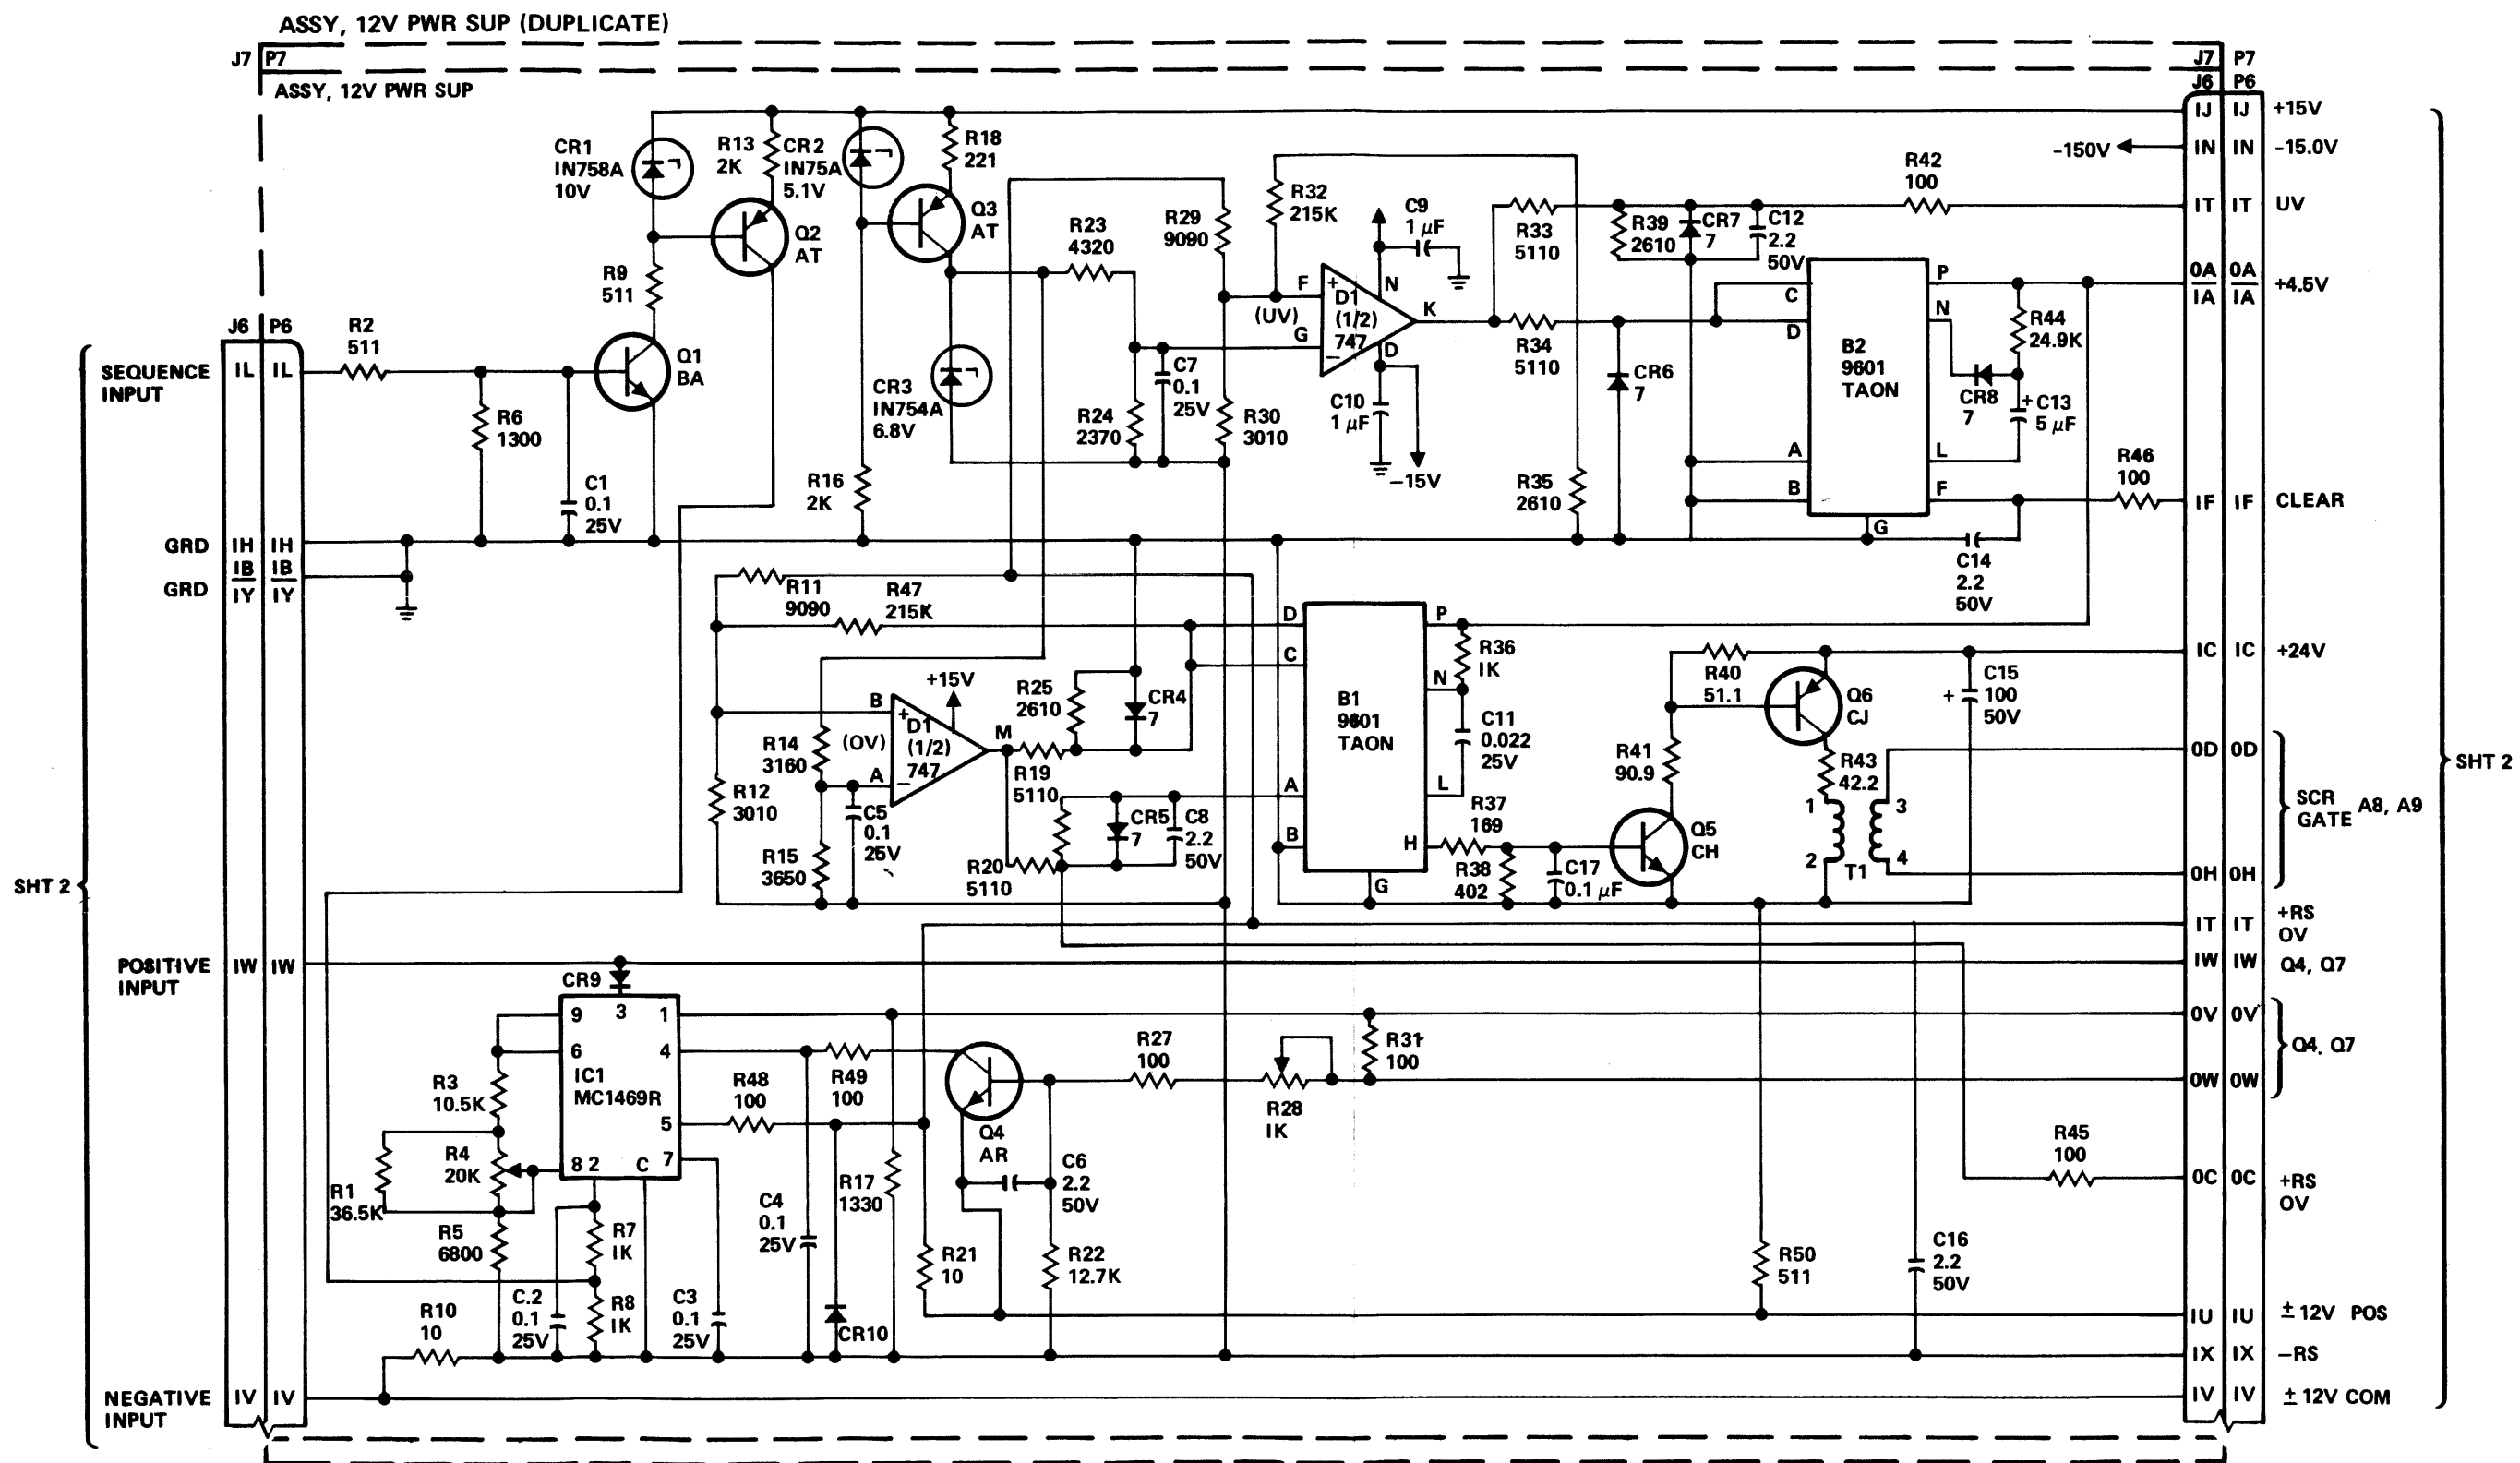 ASSY, 12V PWR SUP (DUPLICATE)
J7 P7
ASSY, 12V PWR SUP
J7 P7
J6 P6
IJ IJ +15V
-150V IN IN -15.0V
IT IT UV
0A 0A
IA IA
+4.5V
IF IF CLEAR
IC IC +24V
0D 0D
SCR
GATE A8, A9
0H 0H
IT IT +RS
OV
IW IW Q4, Q7
0V 0V
Q4, Q7
0W 0W
0C 0C +RS
OV
IU IU ± 12V POS
IX IX -RS
IV IV ± 12V COM
SHT 2
J6 P6
SEQUENCE
INPUT
IL IL
GRD IH IH
IB IB
GRD IY IY
SHT 2
POSITIVE
INPUT
IW IW
NEGATIVE
INPUT
IV IV
CR1
IN758A
10V
R13
2K
CR2
IN75A
5.1V
R18
221
Q2
AT
Q3
AT
R9
511
R2
511
Q1
BA
R6
1300
C1
0.1
25V
R16
2K
CR3
IN754A
6.8V
R23
4320
R29
9090
R32
215K
C9
1 µF
R24
2370
C7
0.1
25V
R30
3010
F
(UV)
G
+
D1
(1/2)
747
–
N
D
K
C10
1 µF
–15V
R33
5110
R34
5110
R35
2610
R39
2610
CR7
7
C12
2.2
50V
R42
100
CR6
7
C
D
A
B
B2
9601
TAON
P
N
L
F
G
R44
24.9K
CR8
7
+
C13
5 µF
R46
100
C14
2.2
50V
R11
9090
R47
215K
R12
3010
R14
3160
R15
3650
C5
0.1
25V
B
(OV)
A
+
D1
(1/2)
747
–
+15V
M
R25
2610
CR4
7
R19
5110
R20
5110
CR5
7
C8
2.2
50V
D
C
A
B
B1
9601
TAON
P
N
L
H
G
R36
IK
C11
0.022
25V
R37
169
R38
402
C17
0.1 µF
R40
51.1
R41
90.9
Q5
CH
Q6
CJ
+
C15
100
50V
R43
42.2
1
2
3
4
T1
CR9
9
3
1
6
4
IC1
MC1469R
5
8 2 C 7
R3
10.5K
R4
20K
R1
36.5K
R5
6800
R10
10
C.2
0.1
25V
R7
IK
R8
IK
C3
0.1
25V
R48
100
R49
100
C4
0.1
25V
CR10
R17
1330
R21
10
Q4
AR
C6
2.2
50V
R22
12.7K
R27
100
R28
IK
R31
100
R45
100
R50
511
C16
2.2
50V